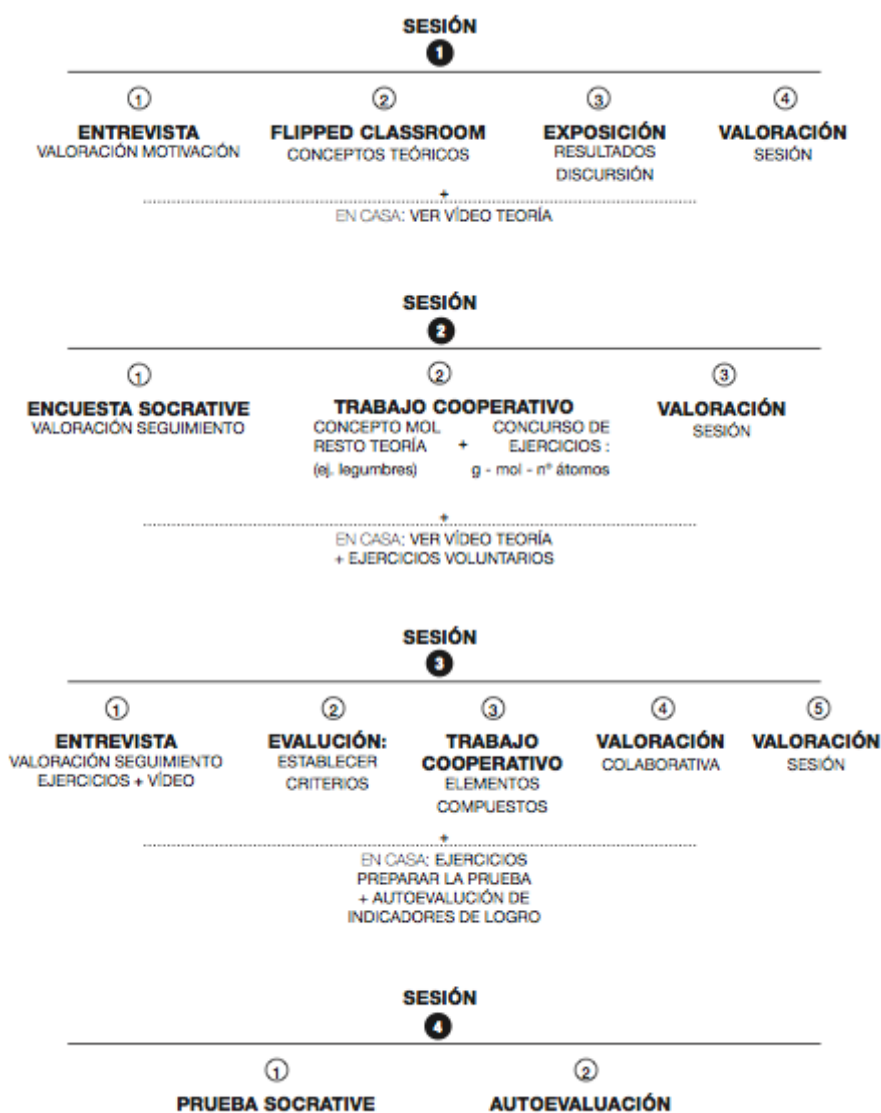 SESIÓN
1
1 2 3 4
ENTREVISTA FLIPPED CLASSROOM EXPOSICIÓN VALORACIÓN
VALORACIÓN MOTIVACIÓN CONCEPTOS TEÓRICOS RESULTADOS SESIÓN
DISCURSIÓN
+
EN CASA: VER VÍDEO TEORÍA
SESIÓN
2
1 2 3
ENCUESTA SOCRATIVE TRABAJO COOPERATIVO VALORACIÓN
VALORACIÓN SEGUIMIENTO CONCEPTO MOL CONCURSO DE SESIÓN
RESTO TEORÍA + EJERCICIOS :
(ej. legumbres) g - mol - nº átomos
+
EN CASA: VER VÍDEO TEORÍA
+ EJERCICIOS VOLUNTARIOS
SESIÓN
3
1 2 3 4 5
ENTREVISTA EVALUCIÓN: TRABAJO VALORACIÓN VALORACIÓN
VALORACIÓN SEGUIMIENTO ESTABLECER COOPERATIVO COLABORATIVA SESIÓN
EJERCICIOS + VÍDEO CRITERIOS ELEMENTOS
COMPUESTOS
+
EN CASA: EJERCICIOS
PREPARAR LA PRUEBA
+ AUTOEVALUCIÓN DE
INDICADORES DE LOGRO
SESIÓN
4
1 2
PRUEBA SOCRATIVE AUTOEVALUACIÓN